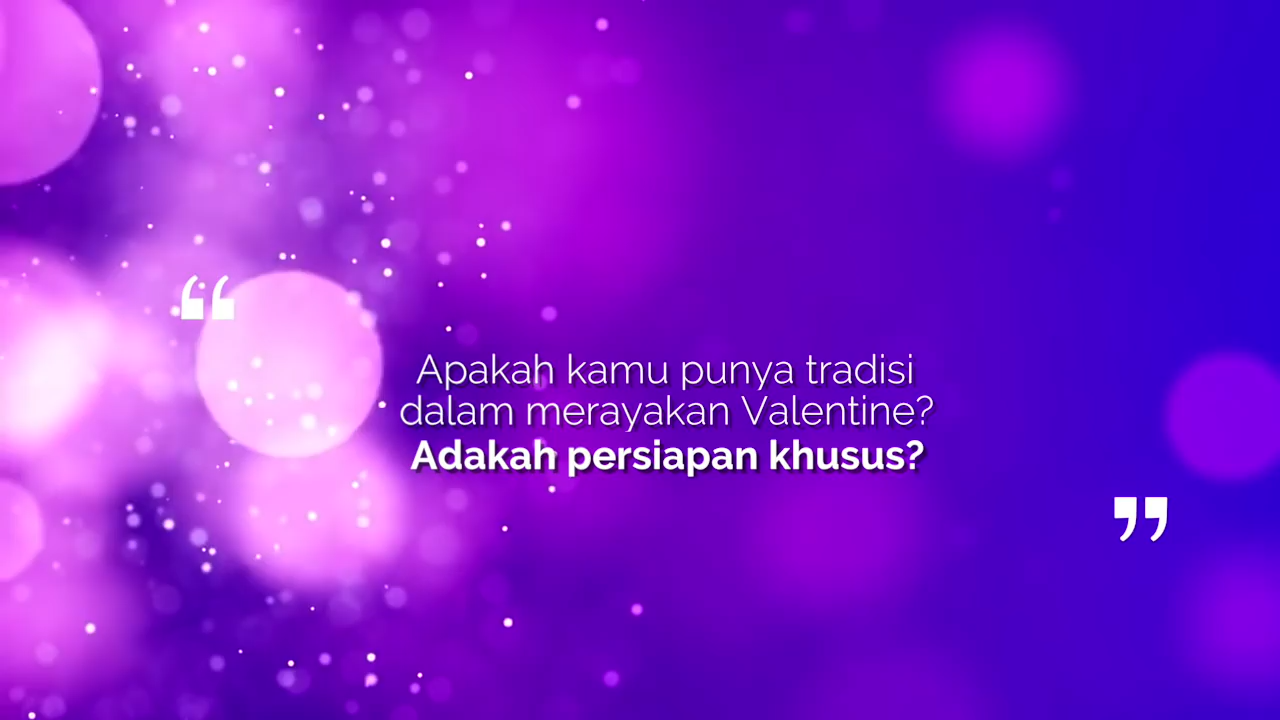 “
Apakah kamu punya tradisi
dalam merayakan Valentine?
Adakah persiapan khusus?
”